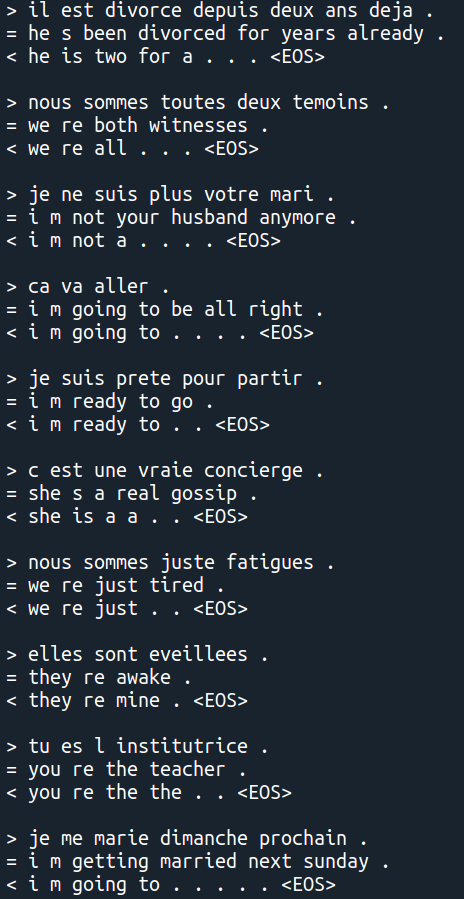 > il est divorce depuis deux ans deja .
= he s been divorced for years already .
< he is two for a . . . <EOS>
> nous sommes toutes deux temoins .
= we re both witnesses .
< we re all . . . <EOS>
> je ne suis plus votre mari .
= i m not your husband anymore .
< i m not a . . . . <EOS>
> ca va aller .
= i m going to be all right .
< i m going to . . . . <EOS>
> je suis prete pour partir .
= i m ready to go .
< i m ready to . . <EOS>
> c est une vraie concierge .
= she s a real gossip .
< she is a a . . <EOS>
> nous sommes juste fatigues .
= we re just tired .
< we re just . . <EOS>
> elles sont eveillees .
= they re awake .
< they re mine . <EOS>
> tu es l institutrice .
= you re the teacher .
< you re the the . . <EOS>
> je me marie dimanche prochain .
= i m getting married next sunday .
< i m going to . . . . . <EOS>